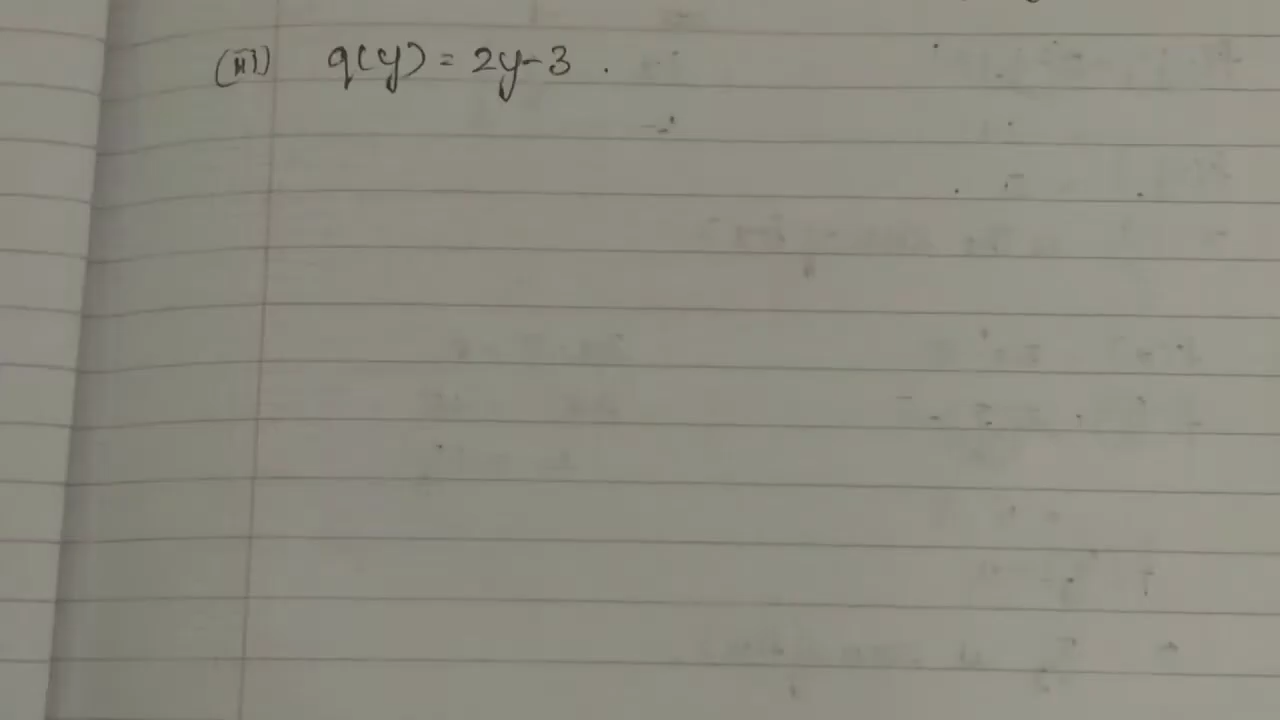 (iii) q(y) = 2y-3 .